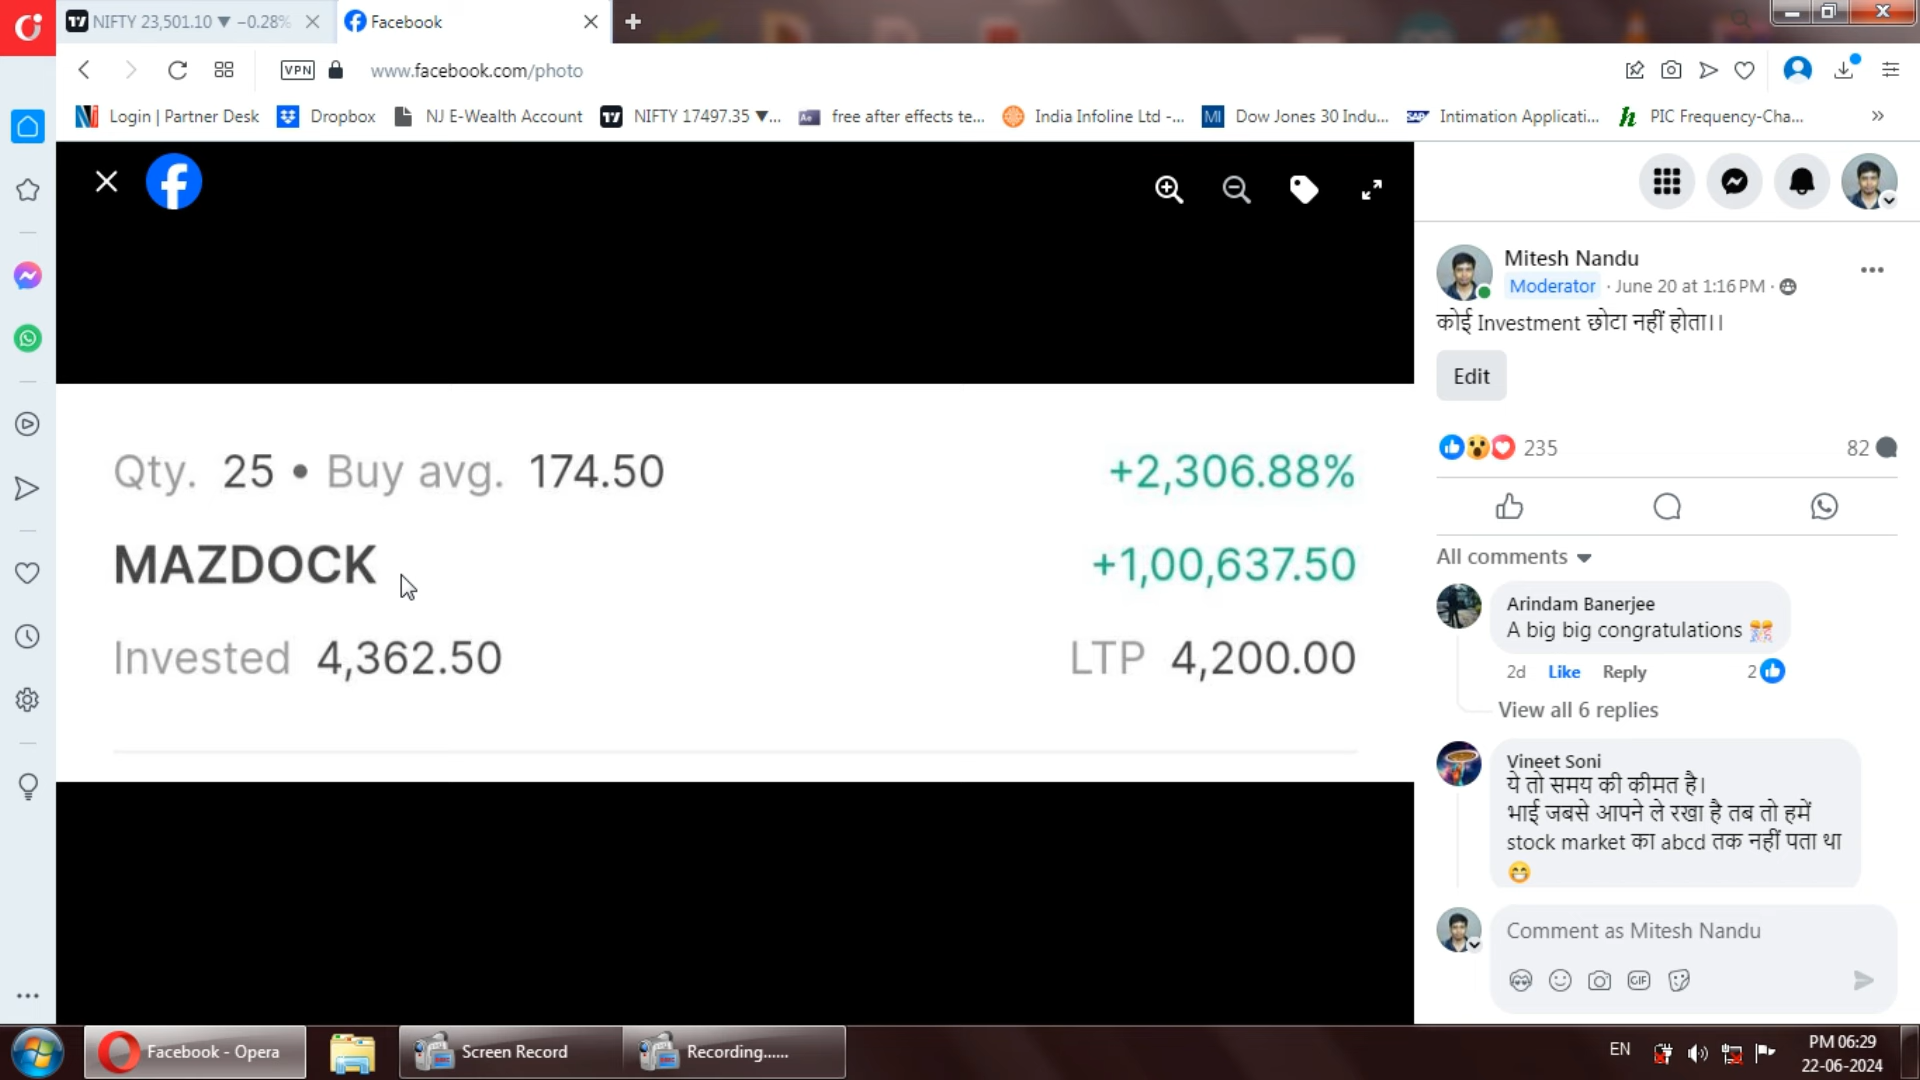 NIFTY 23,501.10 ▼ −0.28%
Facebook
VPN
www.facebook.com/photo
Login | Partner Desk
Dropbox
NJ E-Wealth Account
NIFTY 17497.35 ▼...
free after effects te...
India Infoline Ltd -...
Dow Jones 30 Indu...
Intimation Applicati...
PIC Frequency-Cha...
Qty. 25 • Buy avg. 174.50
+2,306.88%
MAZDOCK
+1,00,637.50
Invested 4,362.50
LTP 4,200.00
Mitesh Nandu
Moderator · June 20 at 1:16 PM ·
कोई Investment छोटा नहीं होता।।
Edit
235
82
All comments
Arindam Banerjee
A big big congratulations 🎊
2d Like Reply 2
View all 6 replies
Vineet Soni
ये तो समय की कीमत है।
भाई जबसे आपने ले रखा है तब तो हमें
stock market का abcd तक नहीं पता था
😁
Comment as Mitesh Nandu
GIF
Facebook - Opera
Screen Record
Recording......
EN
PM 06:29
22-06-2024